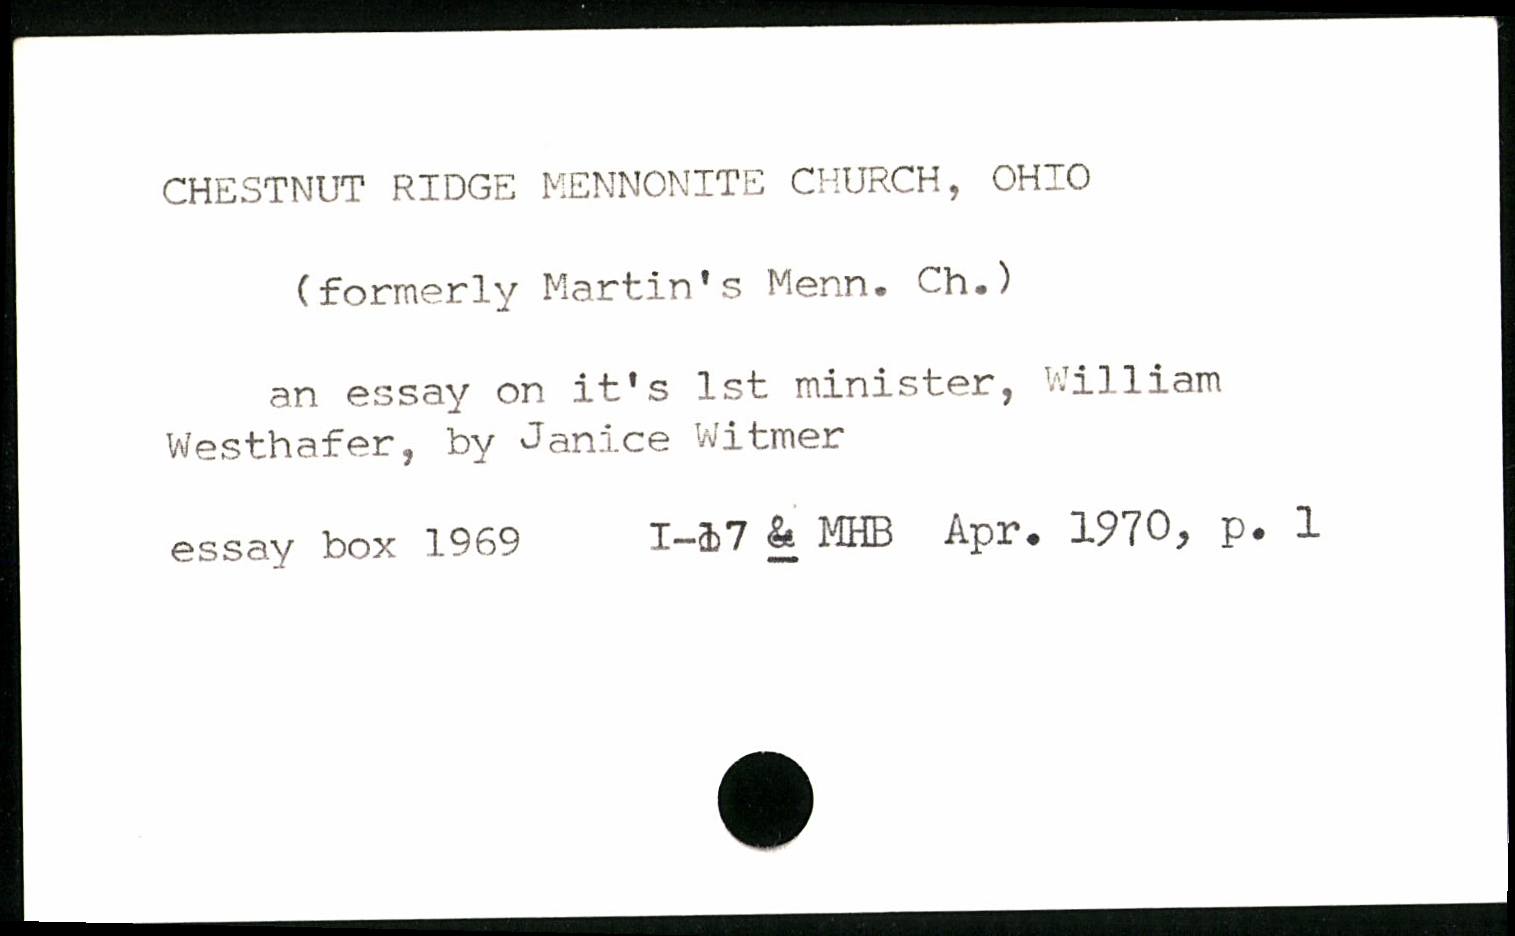 CHESTNUT RIDGE MENNONITE CHURCH, OHIO
(formerly Martin's Menn. Ch.)
an essay on it's 1st minister, William
Westhafer, by Janice Witmer
essay box 1969 & MHB Apr. 1970, p. 1